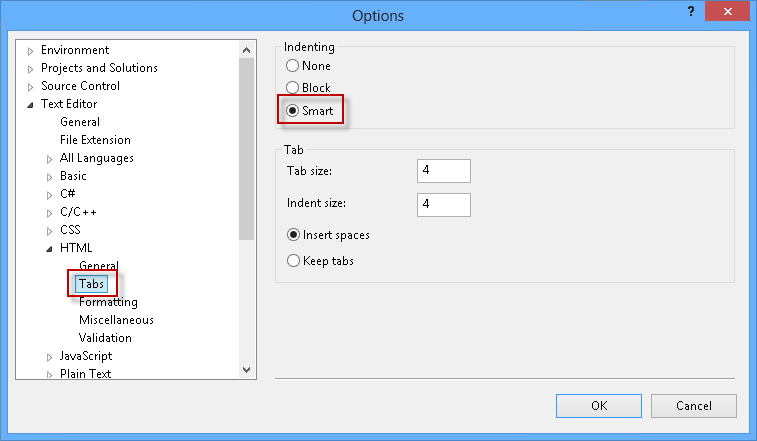 Options
?
Environment
Projects and Solutions
Source Control
Text Editor
General
File Extension
All Languages
Basic
C#
C/C++
CSS
HTML
General
Tabs
Formatting
Miscellaneous
Validation
JavaScript
Plain Text
Indenting
None
Block
Smart
Tab
Tab size: 4
Indent size: 4
Insert spaces
Keep tabs
OK Cancel